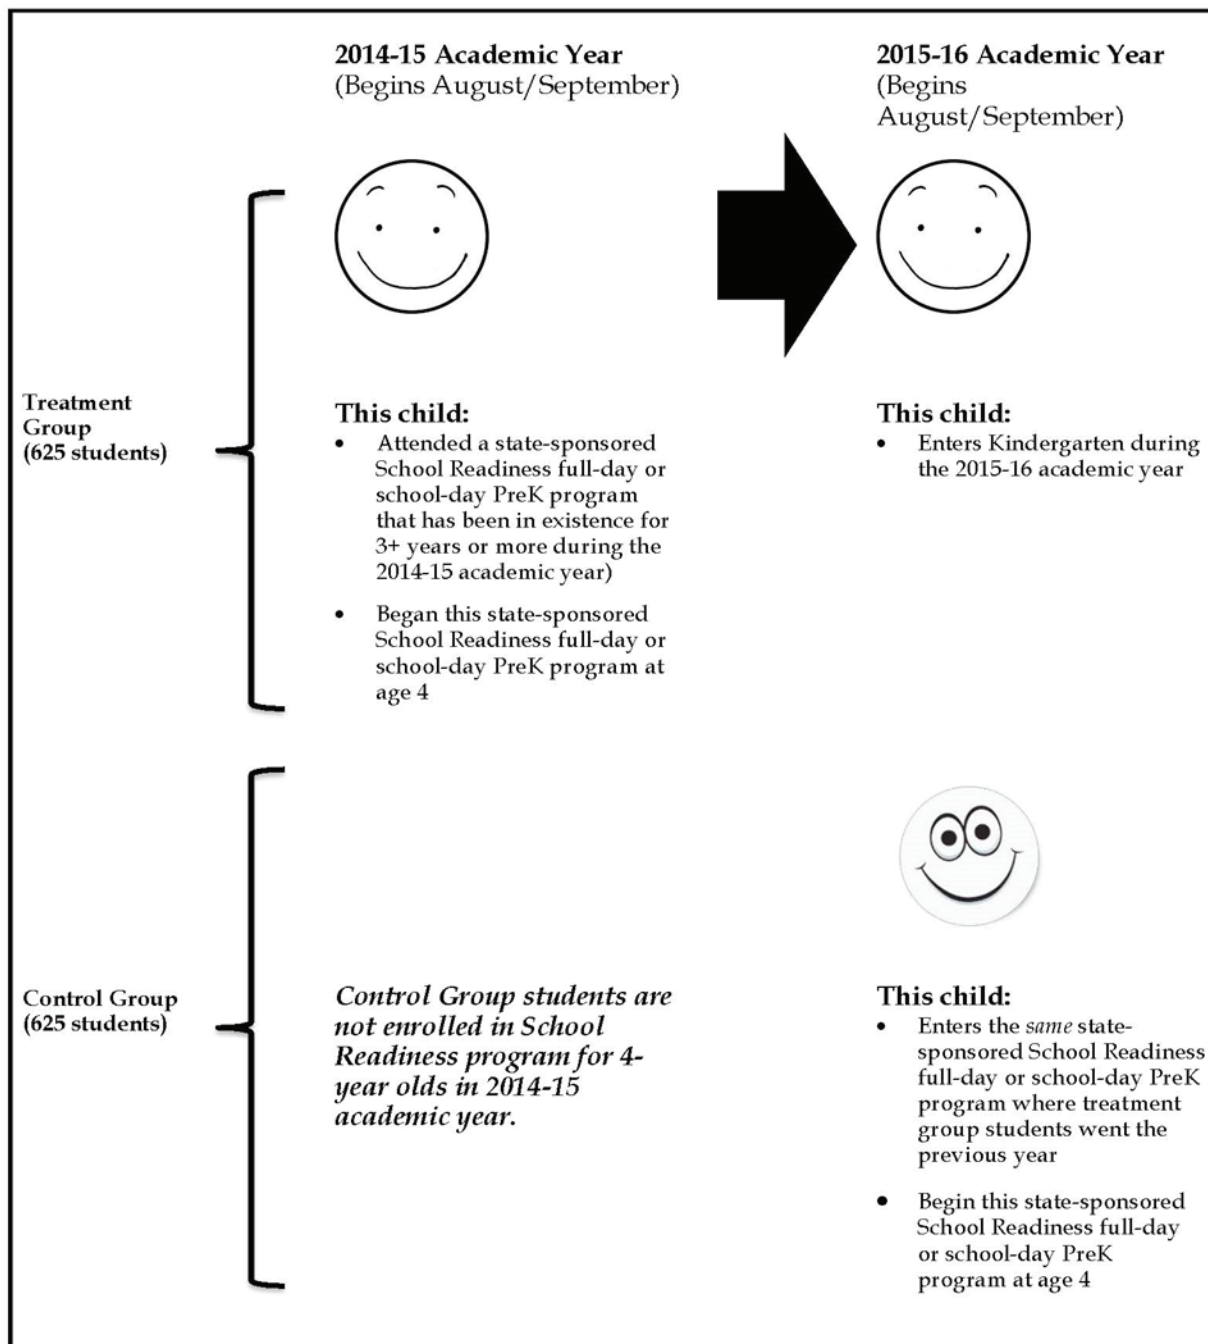 2014-15 Academic Year
(Begins August/September)
2015-16 Academic Year
(Begins
August/September)
Treatment
Group
(625 students)
This child:
• Attended a state-sponsored
School Readiness full-day or
school-day PreK program
that has been in existence for
3+ years or more during the
2014-15 academic year)
• Began this state-sponsored
School Readiness full-day or
school-day PreK program at
age 4
This child:
• Enters Kindergarten during
the 2015-16 academic year
Control Group
(625 students)
Control Group students are
not enrolled in School
Readiness program for 4-
year olds in 2014-15
academic year.
This child:
• Enters the same state-
sponsored School Readiness
full-day or school-day PreK
program where treatment
group students went the
previous year
• Begin this state-sponsored
School Readiness full-day
or school-day PreK
program at age 4